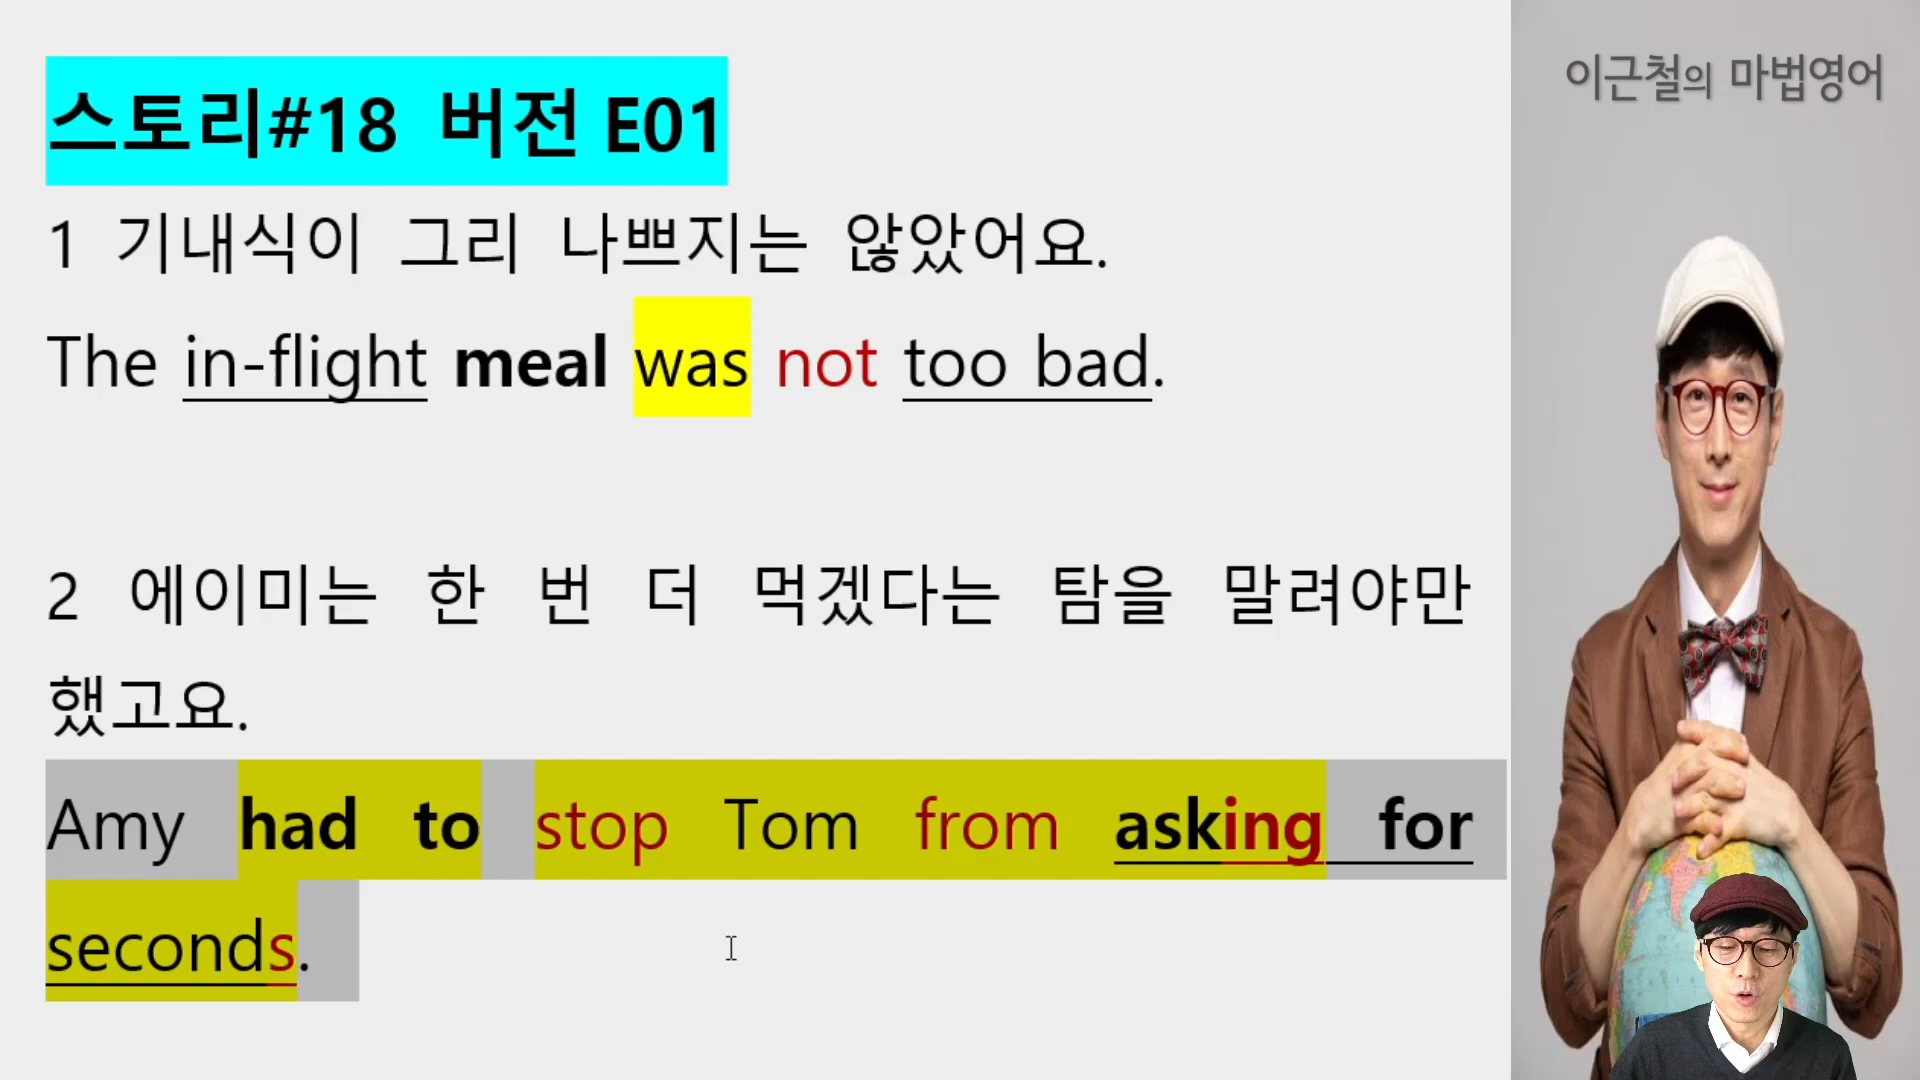 스토리#18 버전 E01
이근철의 마법영어
1 기내식이 그리 나쁘지는 않았어요.
The in-flight meal was not too bad.
2 에이미는 한 번 더 먹겠다는 탐을 말려야만
했고요.
Amy had to stop Tom from asking for
seconds.